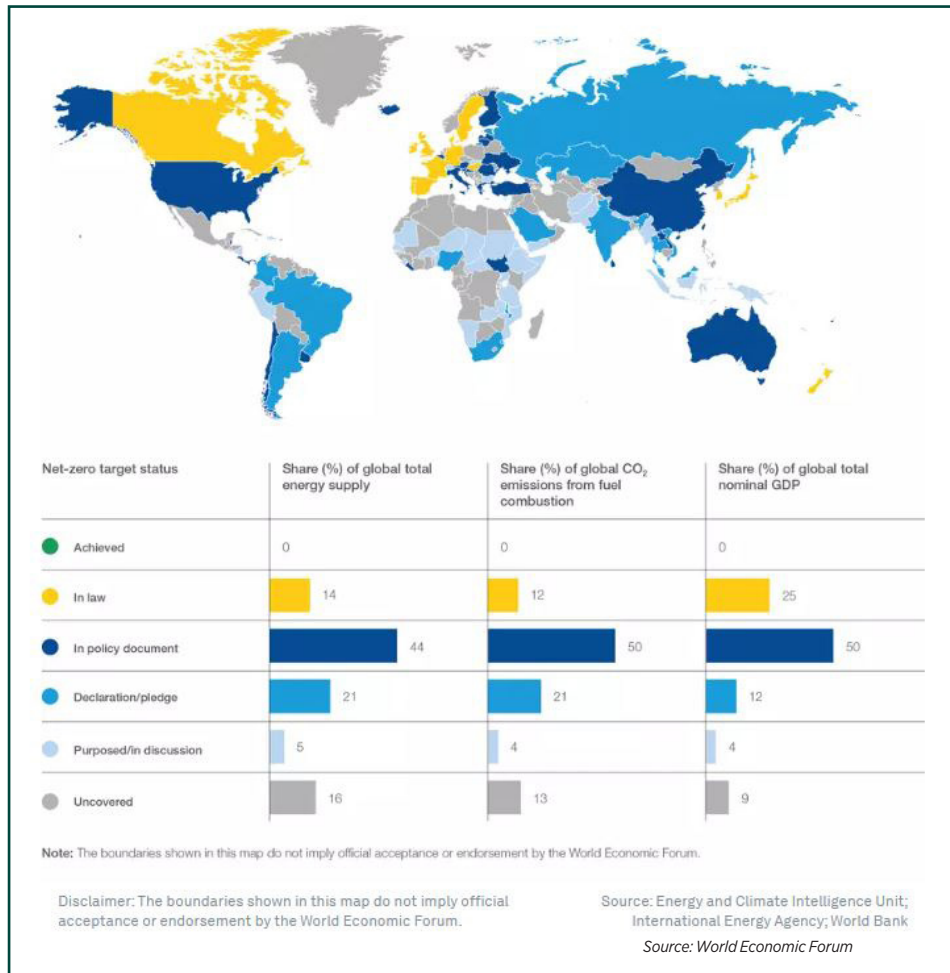 Net-zero target status
Share (%) of global total
energy supply
Share (%) of global CO₂
emissions from fuel
combustion
Share (%) of global total
nominal GDP
Achieved 0 0 0
In law 14 12 25
In policy document 44 50 50
Declaration/pledge 21 21 12
Purposed/in discussion 5 4 4
Uncovered 16 13 9
Note: The boundaries shown in this map do not imply official acceptance or endorsement by the World Economic Forum.
Disclaimer: The boundaries shown in this map do not imply official
acceptance or endorsement by the World Economic Forum.
Source: Energy and Climate Intelligence Unit;
International Energy Agency; World Bank
Source: World Economic Forum